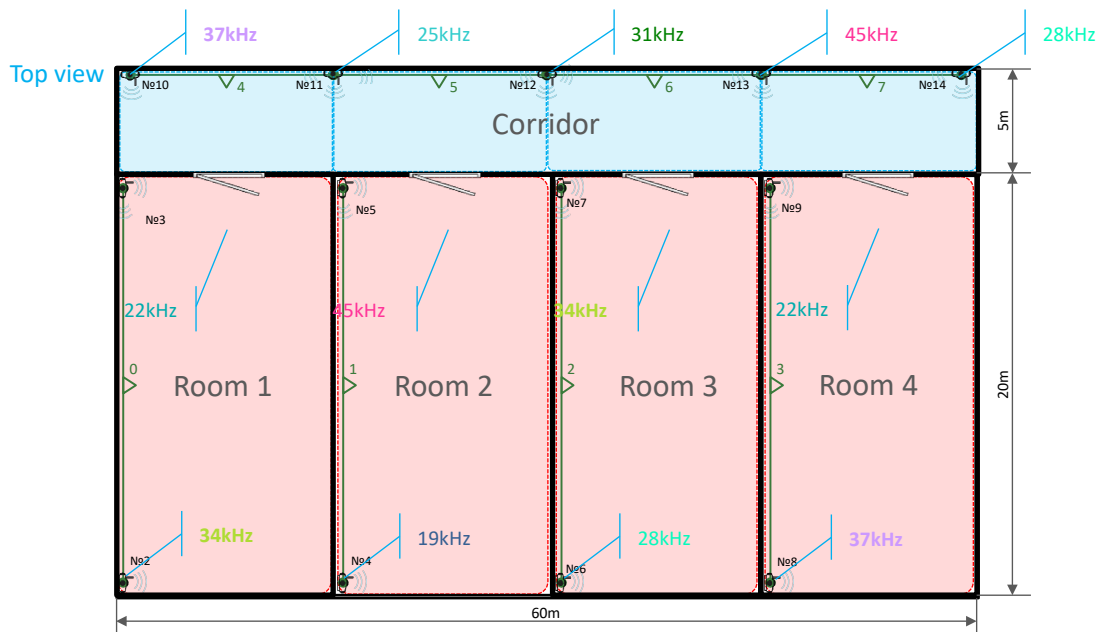 37kHz
25kHz
31kHz
45kHz
28kHz
Top view
№10
4
№11
5
№12
6
№13
7
№14
Corridor
5m
№3
№5
№7
№9
22kHz
45kHz
34kHz
22kHz
0
1
2
3
Room 1
Room 2
Room 3
Room 4
20m
34kHz
19kHz
28kHz
37kHz
№2
№4
№6
№8
60m